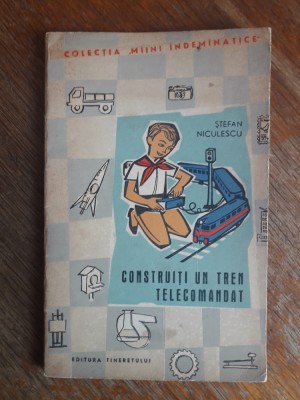 COLECȚIA „MÎINI ÎNDEMÎNATICE”
ȘTEFAN
NICULESCU
CONSTRUIȚI UN TREN
TELECOMANDAT
EDITURA TINERETULUI